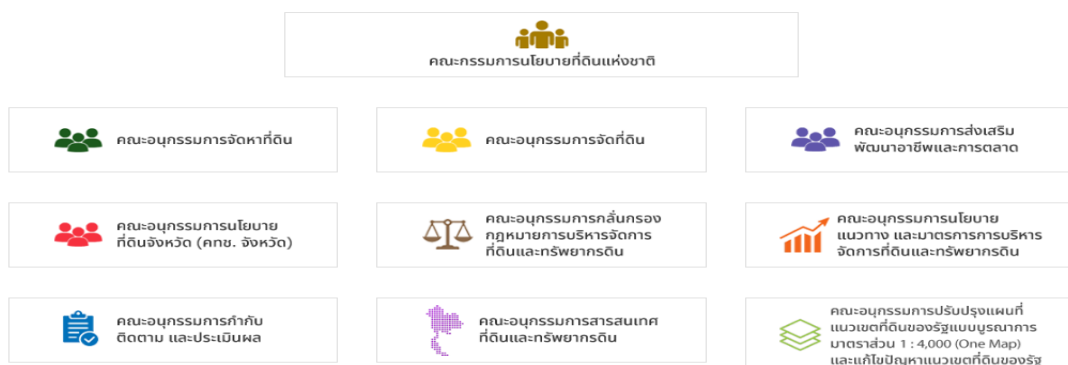 คณะกรรมการนโยบายที่ดินแห่งชาติ
คณะอนุกรรมการจัดหาที่ดิน
คณะอนุกรรมการจัดที่ดิน
คณะอนุกรรมการส่งเสริม
พัฒนาอาชีพและการตลาด
คณะอนุกรรมการนโยบาย
ที่ดินจังหวัด (คทช. จังหวัด)
คณะอนุกรรมการกลั่นกรอง
กฎหมายการบริหารจัดการ
ที่ดินและทรัพยากรดิน
คณะอนุกรรมการนโยบาย
แนวทาง และมาตรการการบริหาร
จัดการที่ดินและทรัพยากรดิน
คณะอนุกรรมการกำกับ
ติดตาม และประเมินผล
คณะอนุกรรมการสารสนเทศ
ที่ดินและทรัพยากรดิน
คณะอนุกรรมการปรับปรุงแผนที่
แนวเขตที่ดินของรัฐแบบบูรณาการ
มาตราส่วน 1 : 4,000 (One Map)
และแก้ไขปัญหาแนวเขตที่ดินของรัฐ